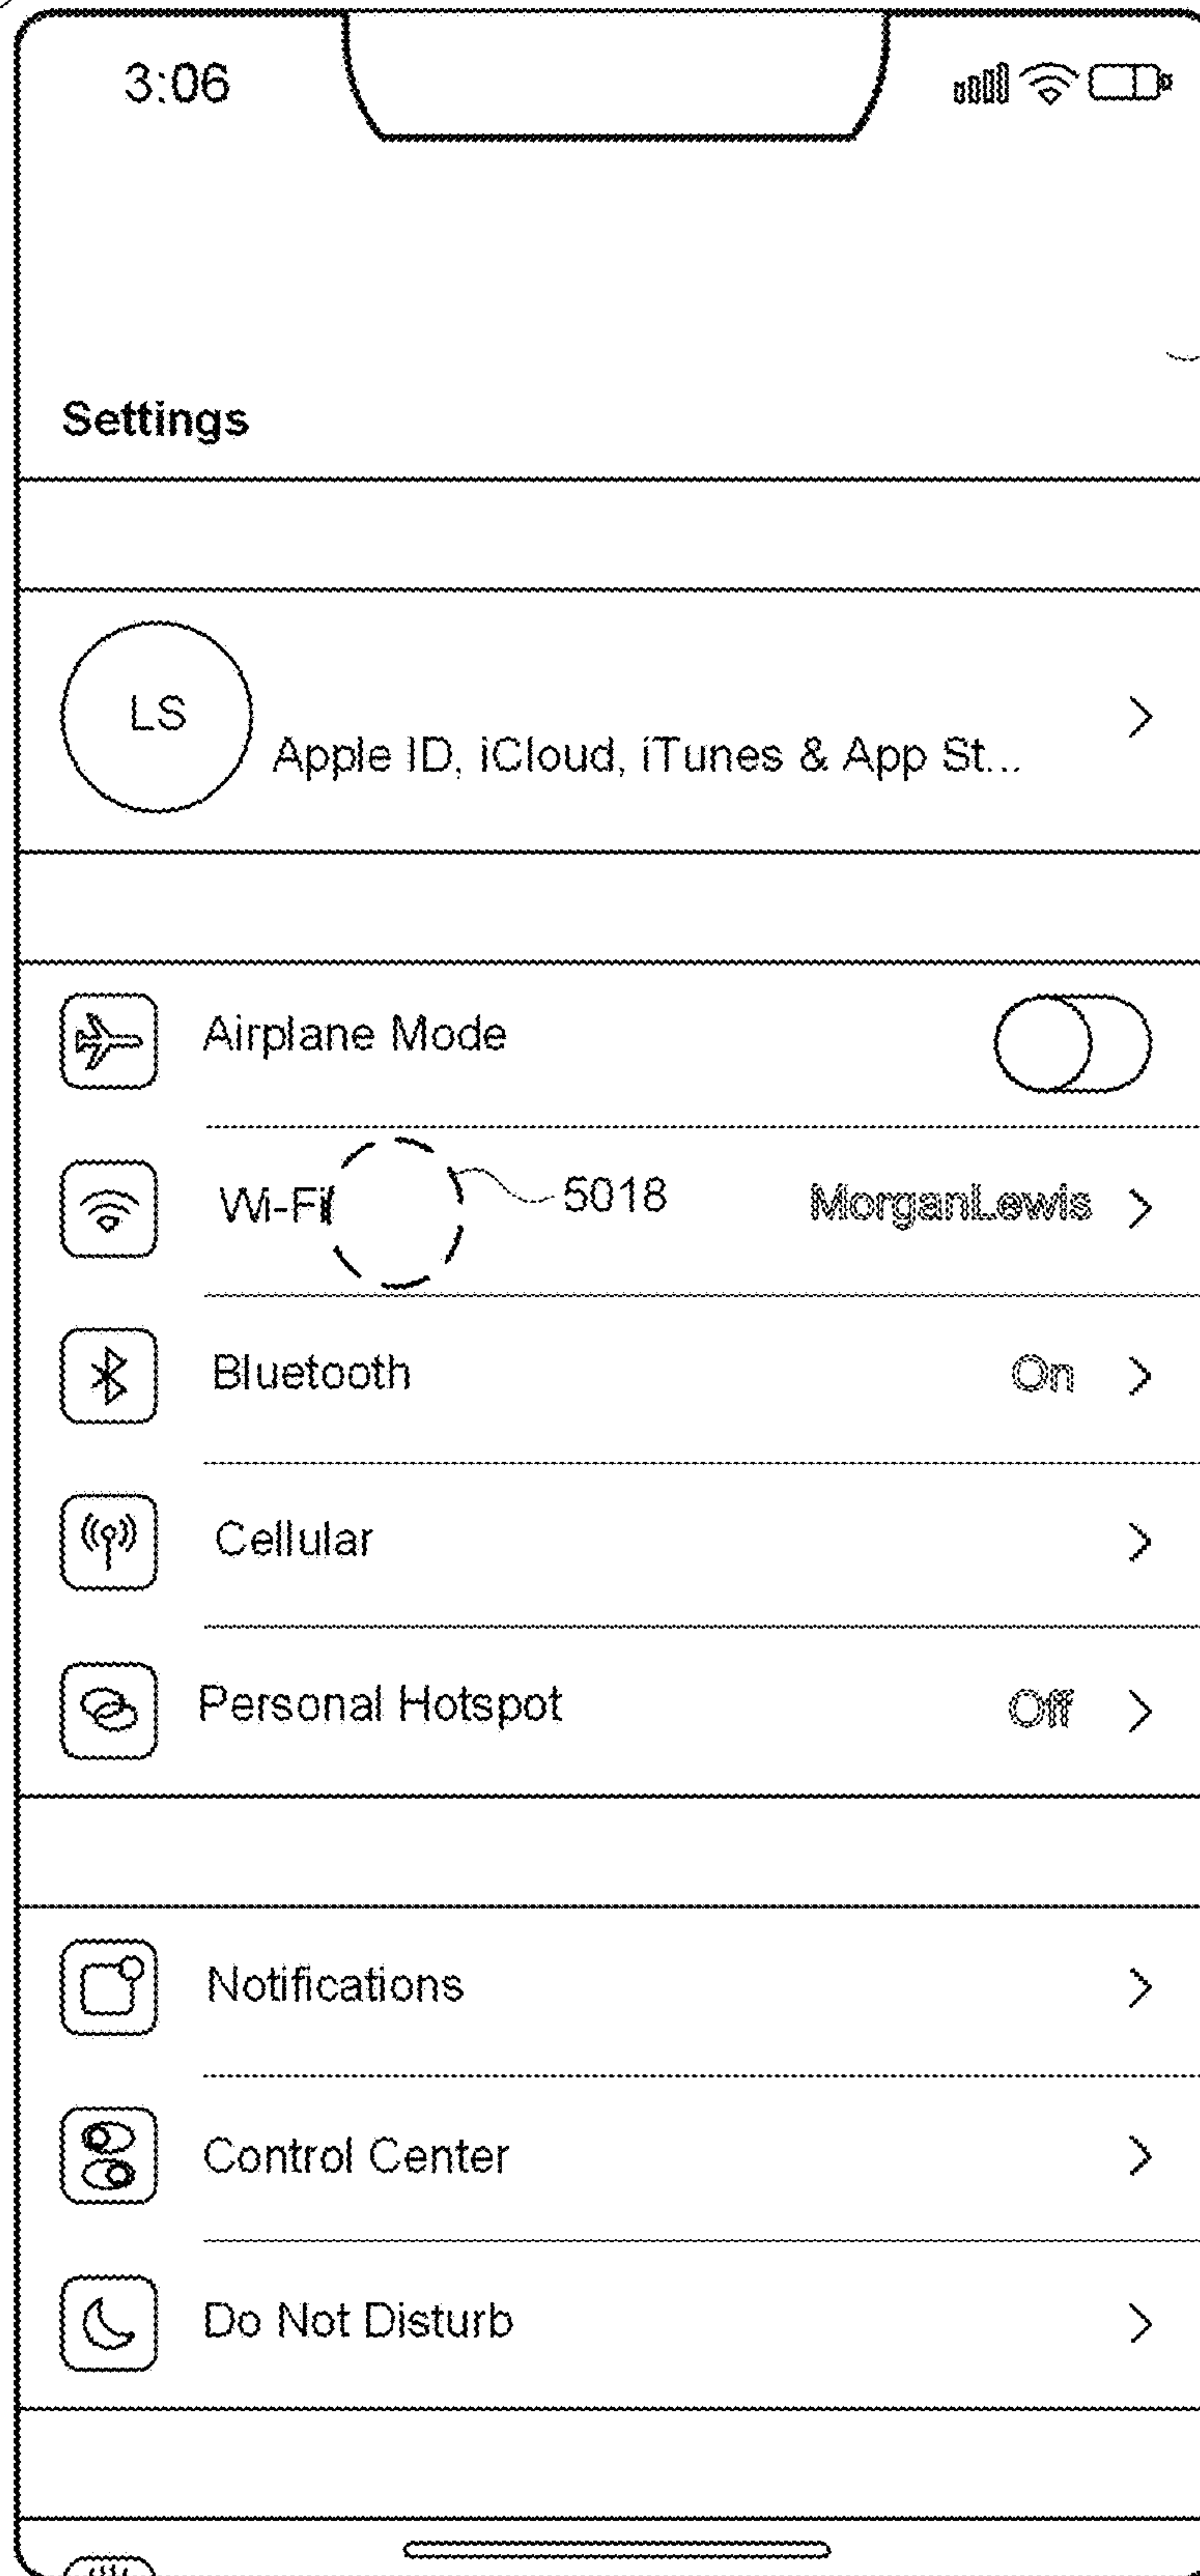 3:06
Settings
LS
Apple ID, iCloud, iTunes & App St...
Airplane Mode
Wi-Fi 5018 MorganLewis
Bluetooth On
Cellular
Personal Hotspot Off
Notifications
Control Center
Do Not Disturb